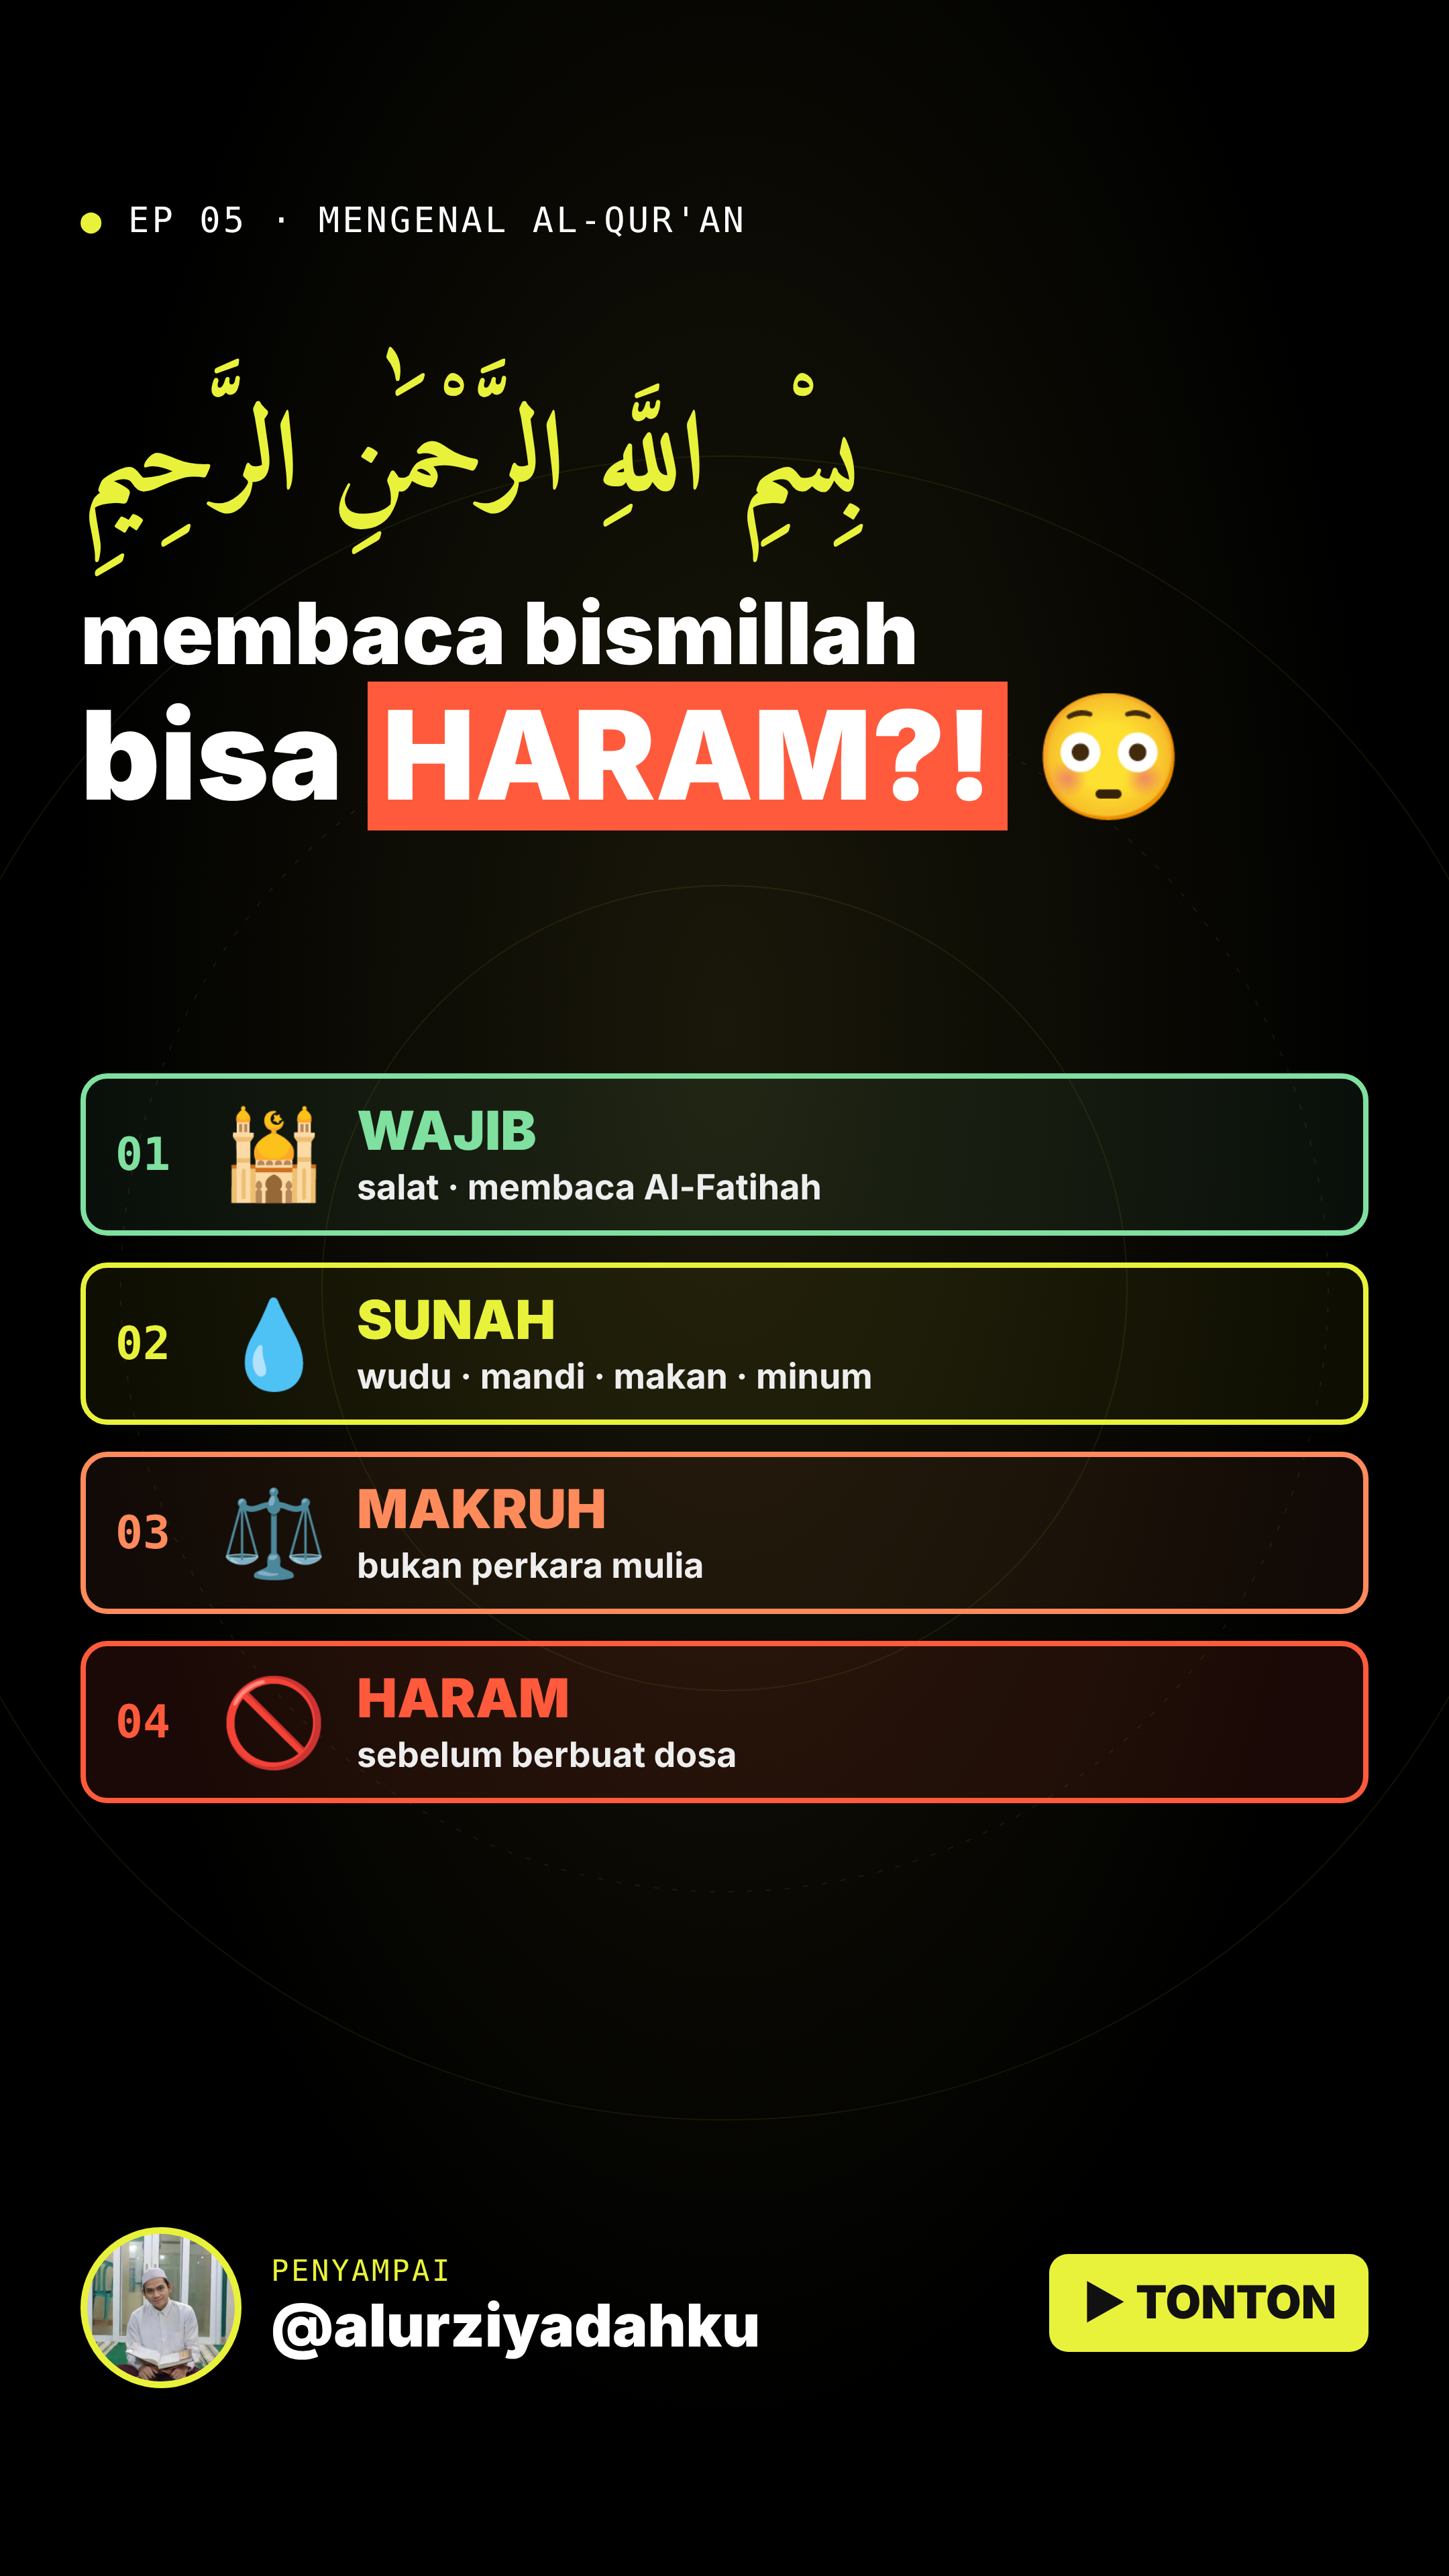 ● EP 05 · MENGENAL AL-QUR'AN
بِسْمِ اللَّهِ الرَّحْمَٰنِ الرَّحِيمِ
membaca bismillah
bisa HARAM?! 😳
01 🕌 WAJIB
salat · membaca Al-Fatihah
02 💧 SUNAH
wudu · mandi · makan · minum
03 ⚖️ MAKRUH
bukan perkara mulia
04 🚫 HARAM
sebelum berbuat dosa
PENYAMPAI
@alurziyadahku
▶ TONTON